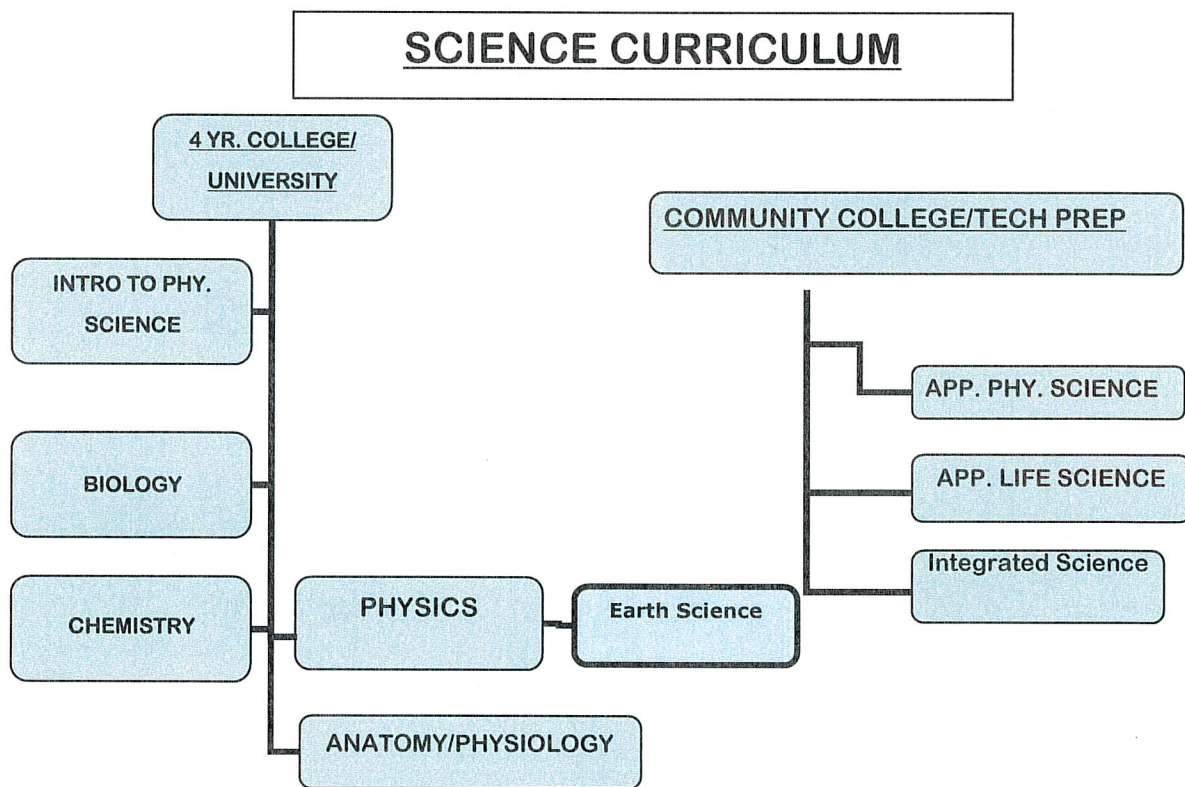 SCIENCE CURRICULUM
4 YR. COLLEGE/
UNIVERSITY
INTRO TO PHY.
SCIENCE
BIOLOGY
CHEMISTRY
PHYSICS
Earth Science
ANATOMY/PHYSIOLOGY
COMMUNITY COLLEGE/TECH PREP
APP. PHY. SCIENCE
APP. LIFE SCIENCE
Integrated Science